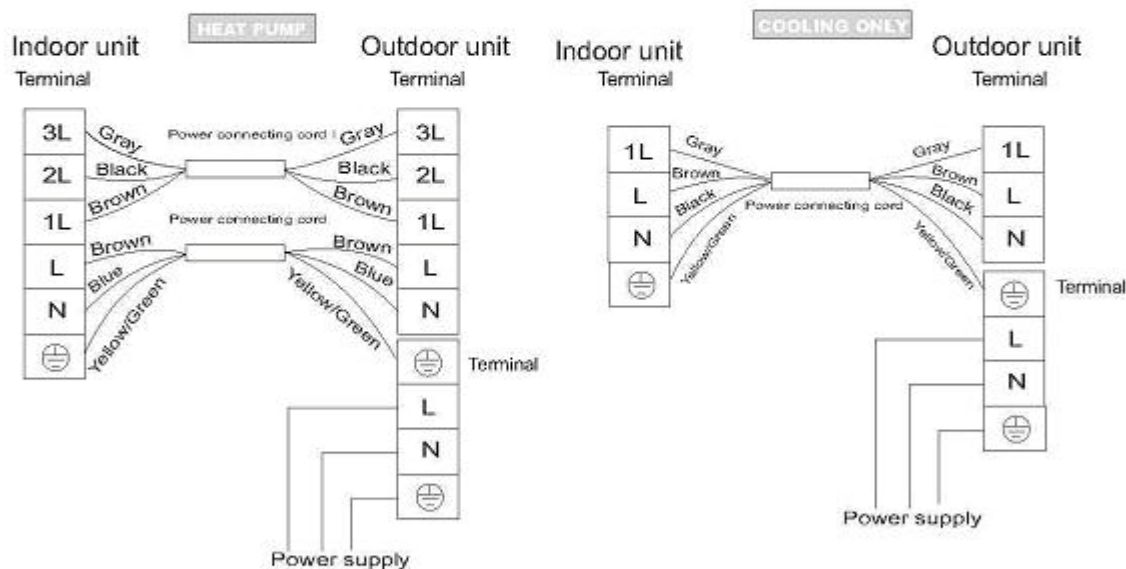 HEAT PUMP
Indoor unit
Outdoor unit
Terminal
Terminal
3L
Gray
Power connecting cord I
Gray
3L
2L
Black
Black
2L
1L
Brown
Brown
1L
Power connecting cord
L
Brown
Brown
L
N
Blue
Blue
N
Yellow/Green
Yellow/Green
Terminal
L
N
Power supply
COOLING ONLY
Indoor unit
Outdoor unit
Terminal
Terminal
1L
Gray
Gray
1L
L
Brown
Brown
L
N
Black
Black
N
Power connecting cord
Yellow/Green
Yellow/Green
Terminal
L
N
Power supply